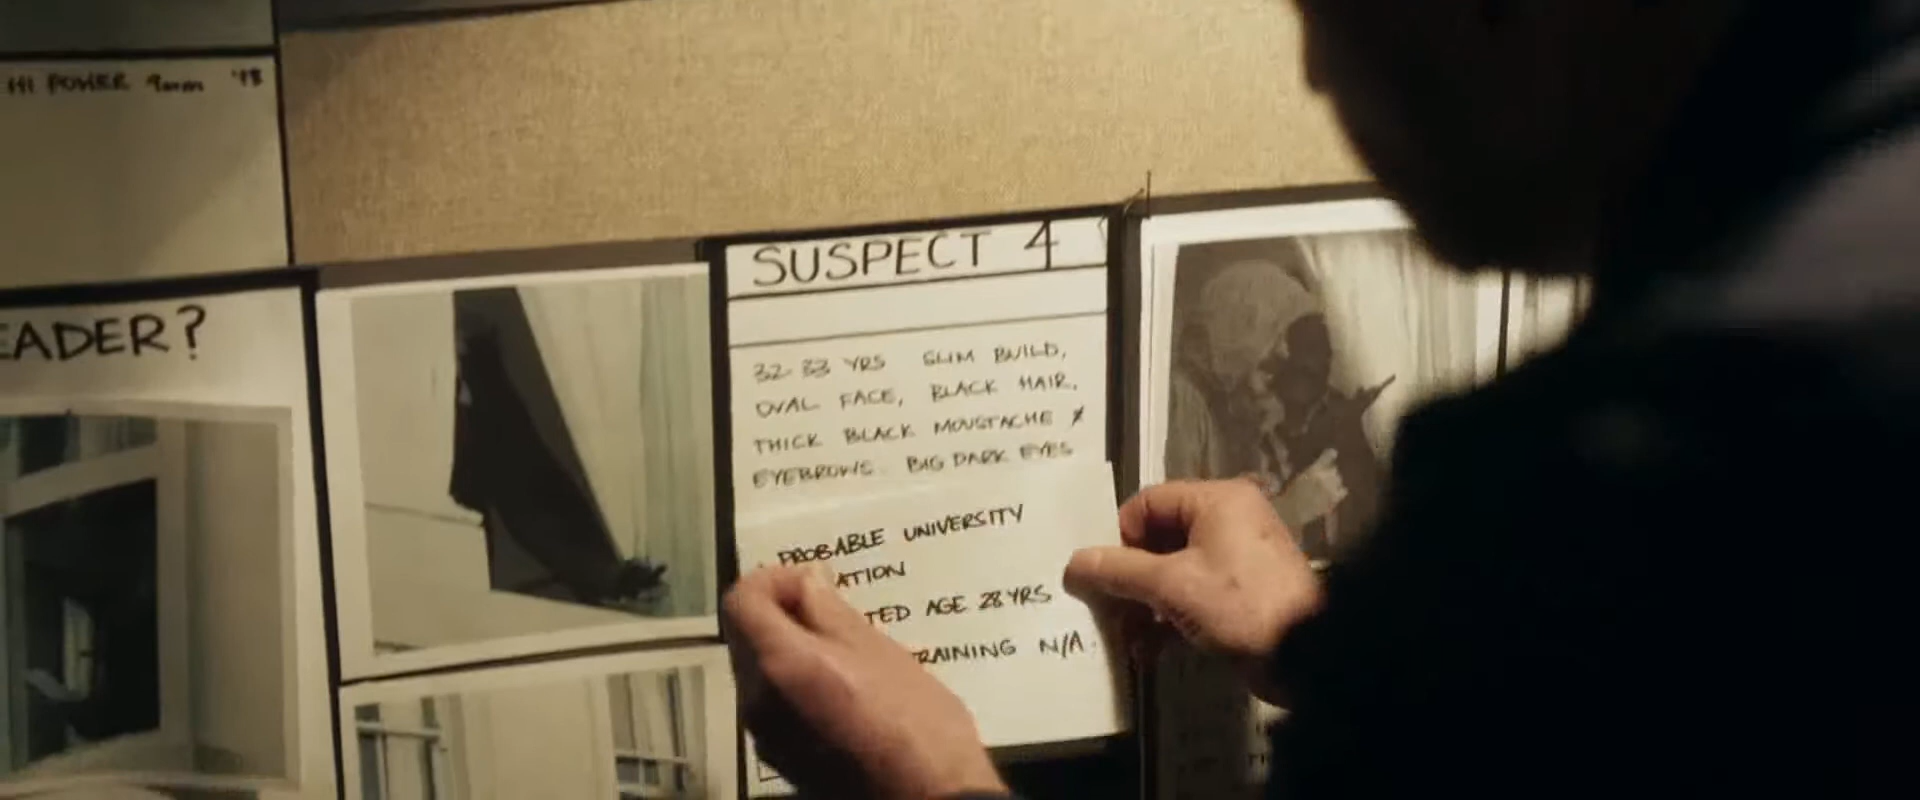 HI POWER 9mm '93
EADER?
SUSPECT 4
32-33 YRS SLIM BUILD,
OVAL FACE, BLACK HAIR,
THICK BLACK MOUSTACHE &
EYEBROWS. BIG DARK EYES
PROBABLE UNIVERSITY
ATION
TED AGE 28 YRS
RAINING N/A.